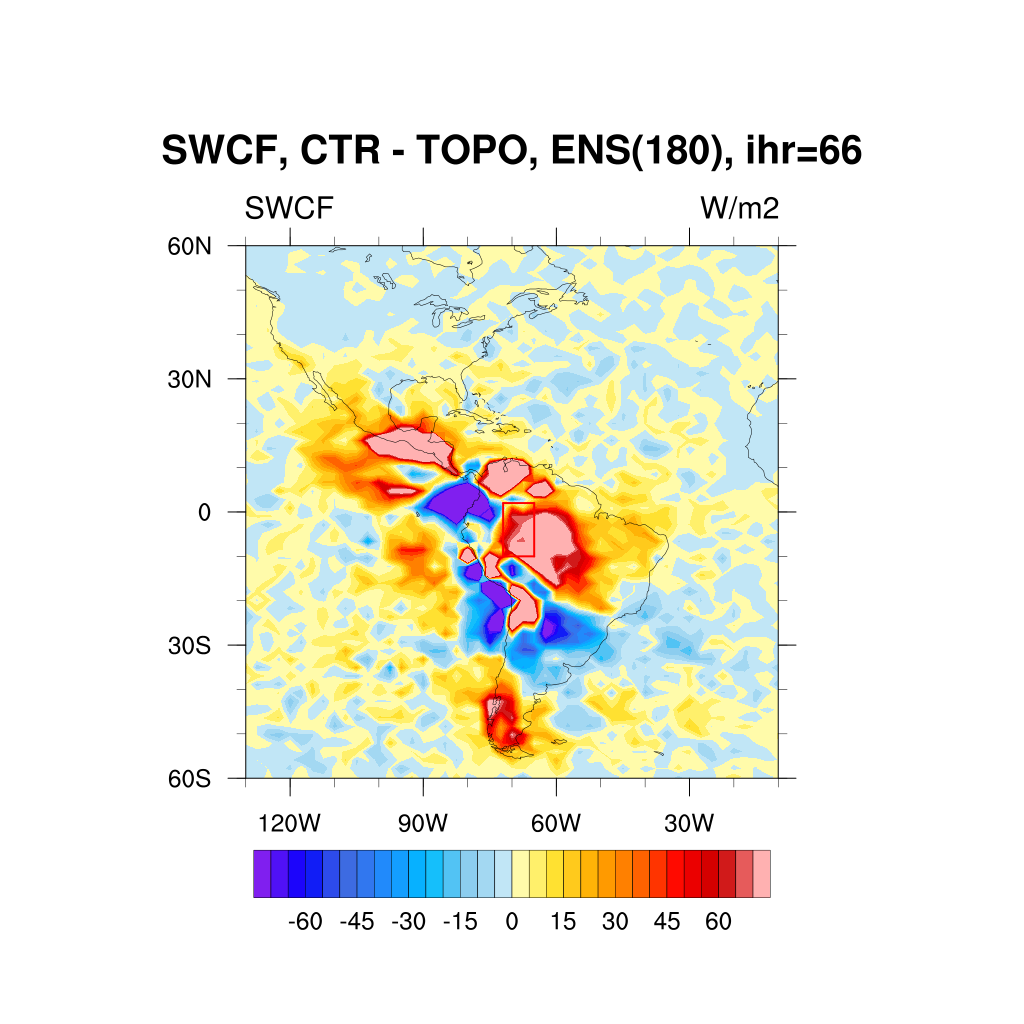 SWCF, CTR - TOPO, ENS(180), ihr=66
SWCF W/m2
60N
30N
0
30S
60S
120W 90W 60W 30W
-60 -45 -30 -15 0 15 30 45 60